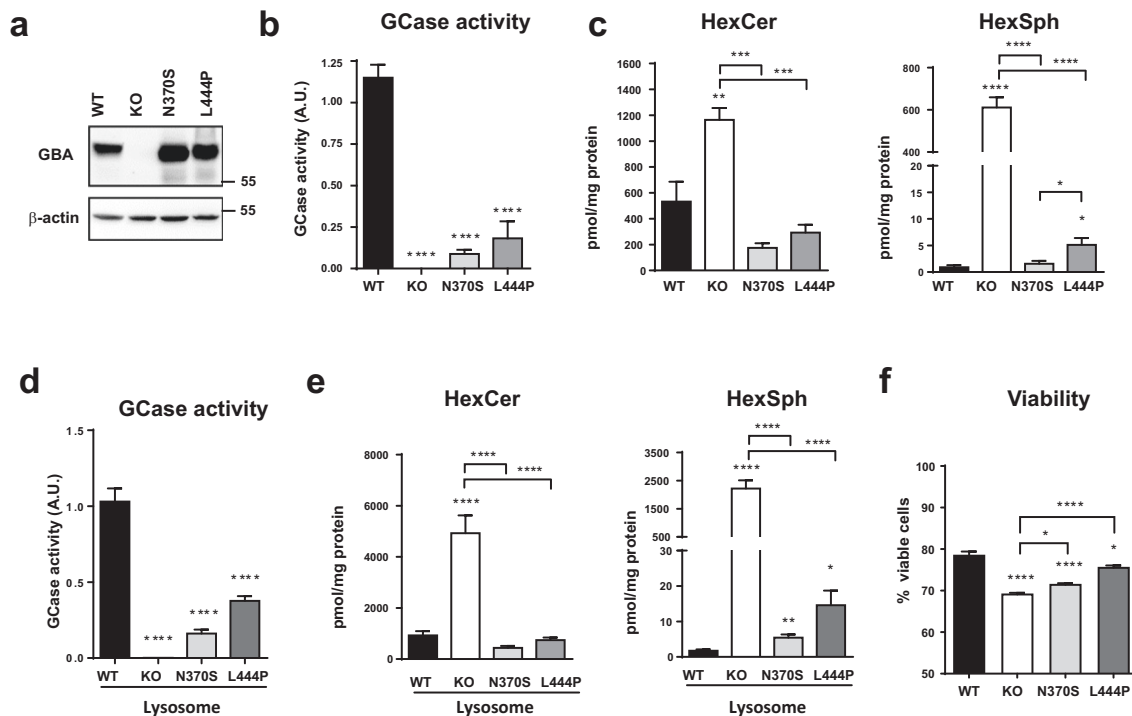 a
WT
KO
N370S
L444P
GBA
55
β-actin
55
b
GCase activity
GCase activity (A.U.)
1.25
1.00
0.75
0.50
0.25
0.00
****
****
****
WT KO N370S L444P
c
HexCer
pmol/mg protein
1600
1400
1200
1000
800
600
400
200
0
***
***
**
WT KO N370S L444P
HexSph
pmol/mg protein
800
600
400
200
20
15
10
5
0
****
****
****
*
*
WT KO N370S L444P
d
GCase activity
GCase activity (A.U.)
1.5
1.0
0.5
0.0
****
****
****
WT KO N370S L444P
Lysosome
e
HexCer
pmol/mg protein
8000
6000
4000
2000
0
****
****
****
WT KO N370S L444P
Lysosome
HexSph
pmol/mg protein
3500
2500
1500
500
30
20
10
0
****
****
****
**
*
WT KO N370S L444P
Lysosome
f
Viability
% viable cells
100
90
80
70
60
50
****
*
****
****
*
WT KO N370S L444P